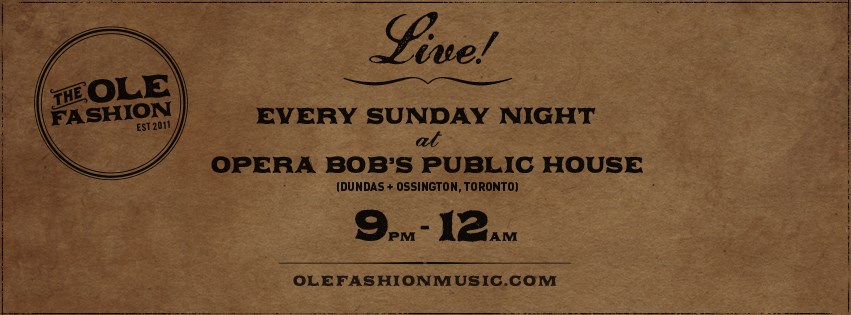 THE OLE
FASHION
EST 2011
Live!
EVERY SUNDAY NIGHT
at
OPERA BOB'S PUBLIC HOUSE
(DUNDAS + OSSINGTON, TORONTO)
9PM - 12AM
OLEFASHIONMUSIC.COM